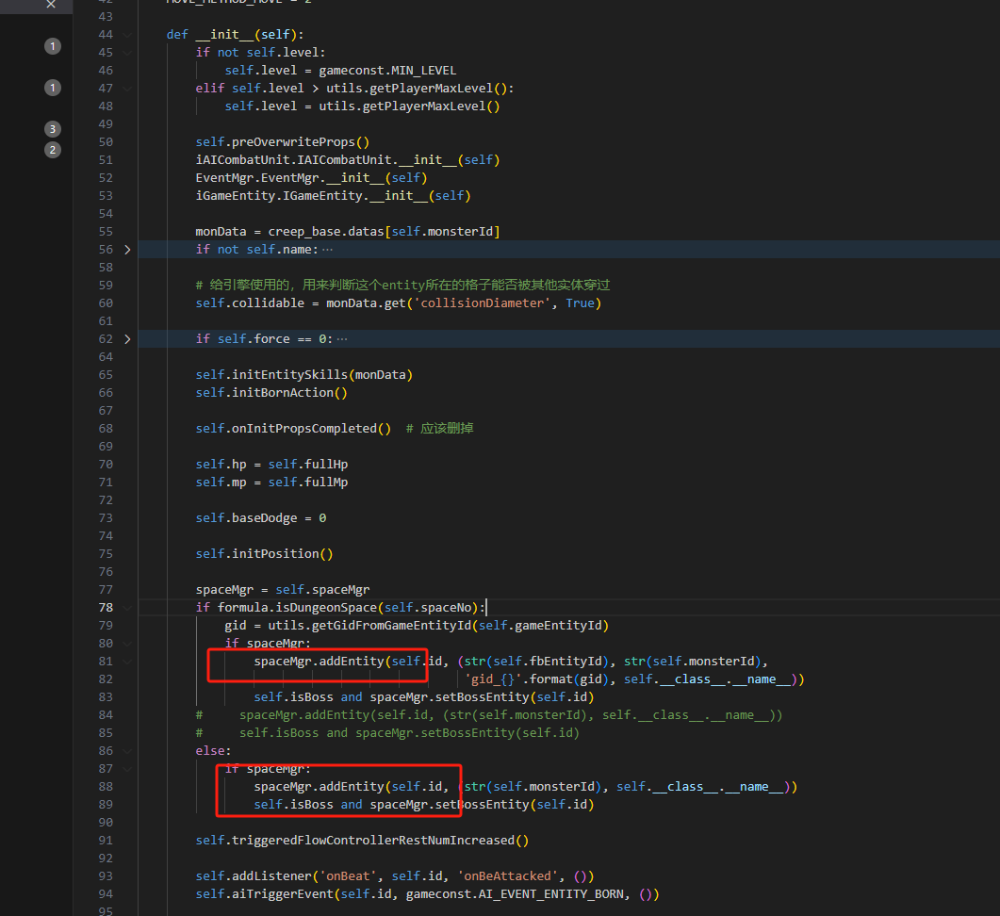 42 MOVE_METHOD_MOVE = 2
43
44 def __init__(self):
45 if not self.level:
46 self.level = gameconst.MIN_LEVEL
47 elif self.level > utils.getPlayerMaxLevel():
48 self.level = utils.getPlayerMaxLevel()
49
50 self.preOverwriteProps()
51 iAICombatUnit.IAICombatUnit.__init__(self)
52 EventMgr.EventMgr.__init__(self)
53 iGameEntity.IGameEntity.__init__(self)
54
55 monData = creep_base.datas[self.monsterId]
56 if not self.name:···
58
59 # 给引擎使用的，用来判断这个entity所在的格子能否被其他实体穿过
60 self.collidable = monData.get('collisionDiameter', True)
61
62 if self.force == 0:···
64
65 self.initEntitySkills(monData)
66 self.initBornAction()
67
68 self.onInitPropsCompleted()  # 应该删掉
69
70 self.hp = self.fullHp
71 self.mp = self.fullMp
72
73 self.baseDodge = 0
74
75 self.initPosition()
76
77 spaceMgr = self.spaceMgr
78 if formula.isDungeonSpace(self.spaceNo):
79 gid = utils.getGidFromGameEntityId(self.gameEntityId)
80 if spaceMgr:
81 spaceMgr.addEntity(self.id, (str(self.fbEntityId), str(self.monsterId),
82 'gid_{}'.format(gid), self.__class__.__name__))
83 self.isBoss and spaceMgr.setBossEntity(self.id)
84 #     spaceMgr.addEntity(self.id, (str(self.monsterId), self.__class__.__name__))
85 #     self.isBoss and spaceMgr.setBossEntity(self.id)
86 else:
87 if spaceMgr:
88 spaceMgr.addEntity(self.id, (str(self.monsterId), self.__class__.__name__))
89 self.isBoss and spaceMgr.setBossEntity(self.id)
90
91 self.triggeredFlowControllerRestNumIncreased()
92
93 self.addListener('onBeat', self.id, 'onBeAttacked', ())
94 self.aiTriggerEvent(self.id, gameconst.AI_EVENT_ENTITY_BORN, ())
95
1
1
3
2